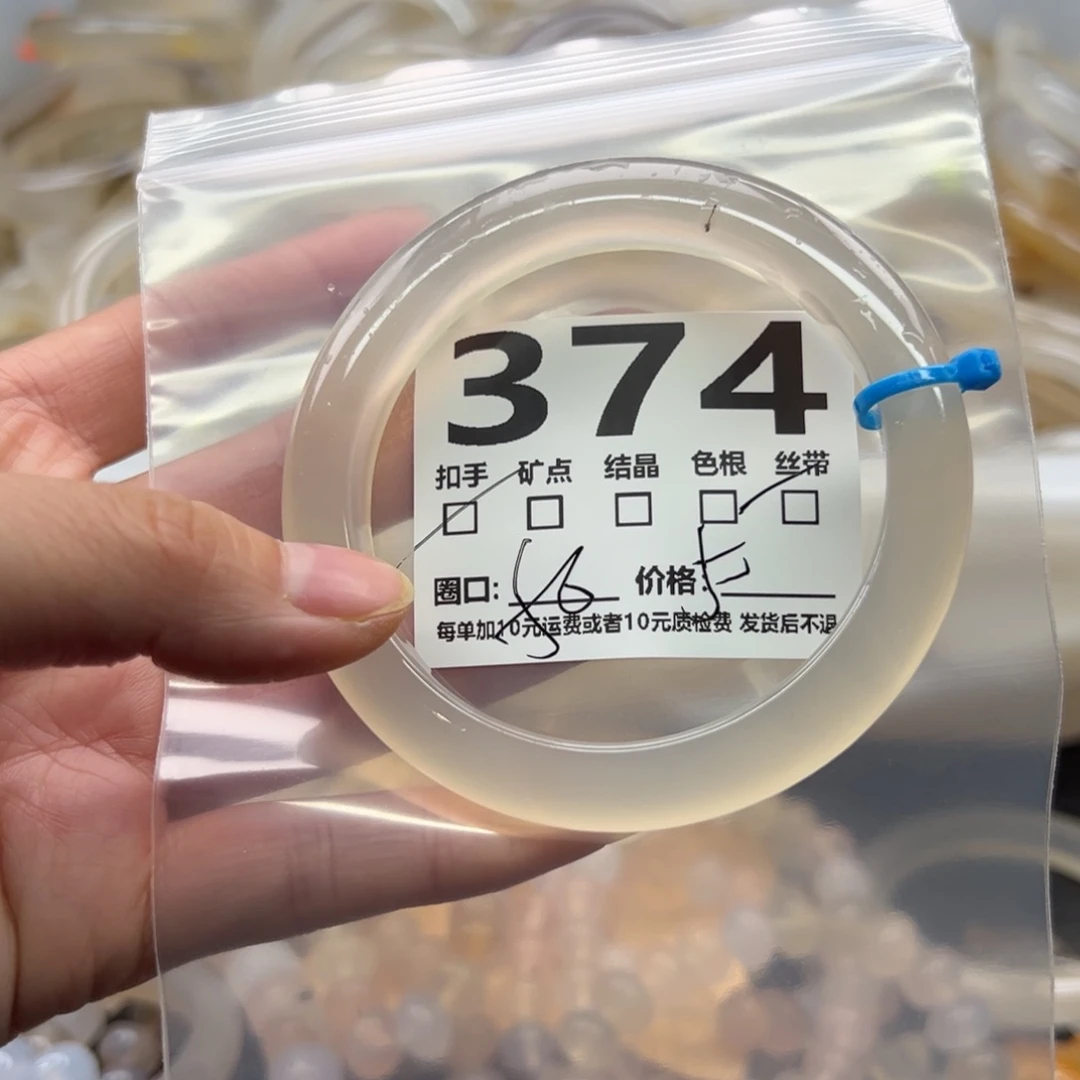 374
扣手 矿点 结晶 色根 丝带
圈口: 价格:
每单加10元运费或者10元质检费 发货后不退